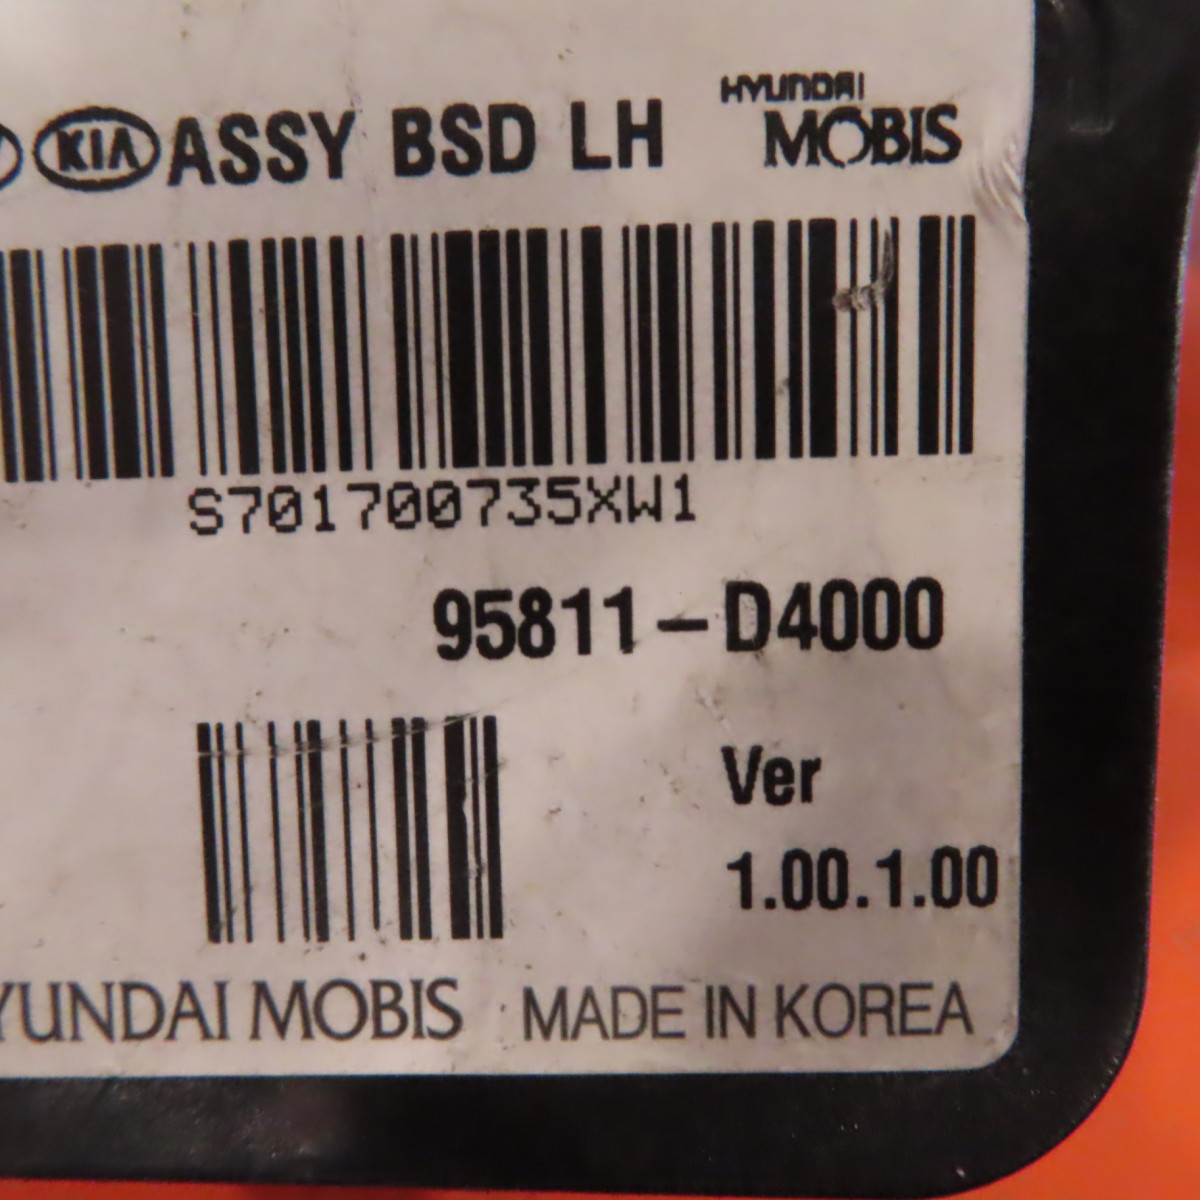 KIA ASSY BSD LH HYUNDAI MOBIS
S701700735XW1
95811-D4000
Ver
1.00.1.00
YUNDAI MOBIS MADE IN KOREA